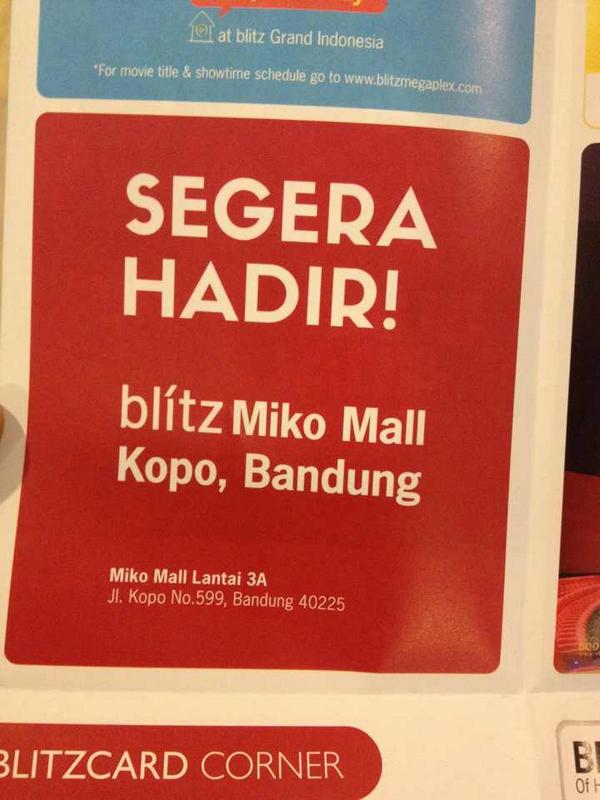 at blitz Grand Indonesia
*For movie title & showtime schedule go to www.blitzmegaplex.com
SEGERA
HADIR!
blítz Miko Mall
Kopo, Bandung
Miko Mall Lantai 3A
Jl. Kopo No.599, Bandung 40225
BLITZCARD CORNER
Of